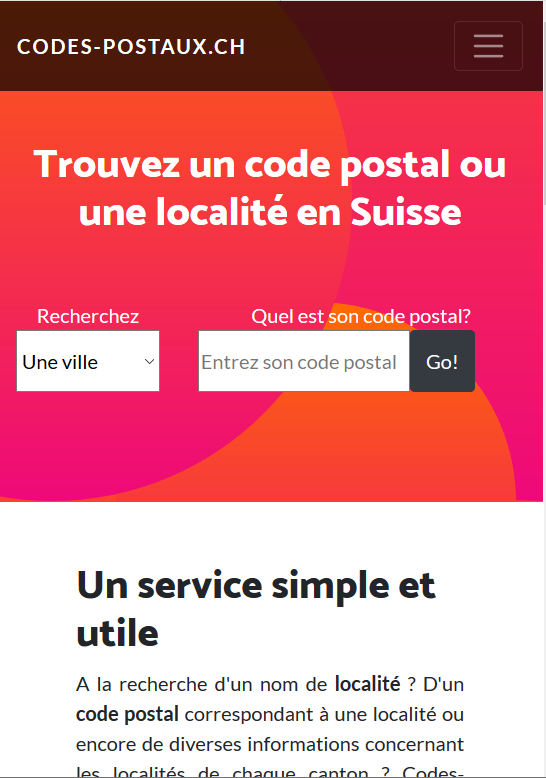 CODES-POSTAUX.CH
Trouvez un code postal ou
une localité en Suisse
Recherchez
Quel est son code postal?
Une ville
Entrez son code postal
Go!
Un service simple et
utile
A la recherche d'un nom de localité ? D'un
code postal correspondant à une localité ou
encore de diverses informations concernant
les localités de chaque canton ? Codes-